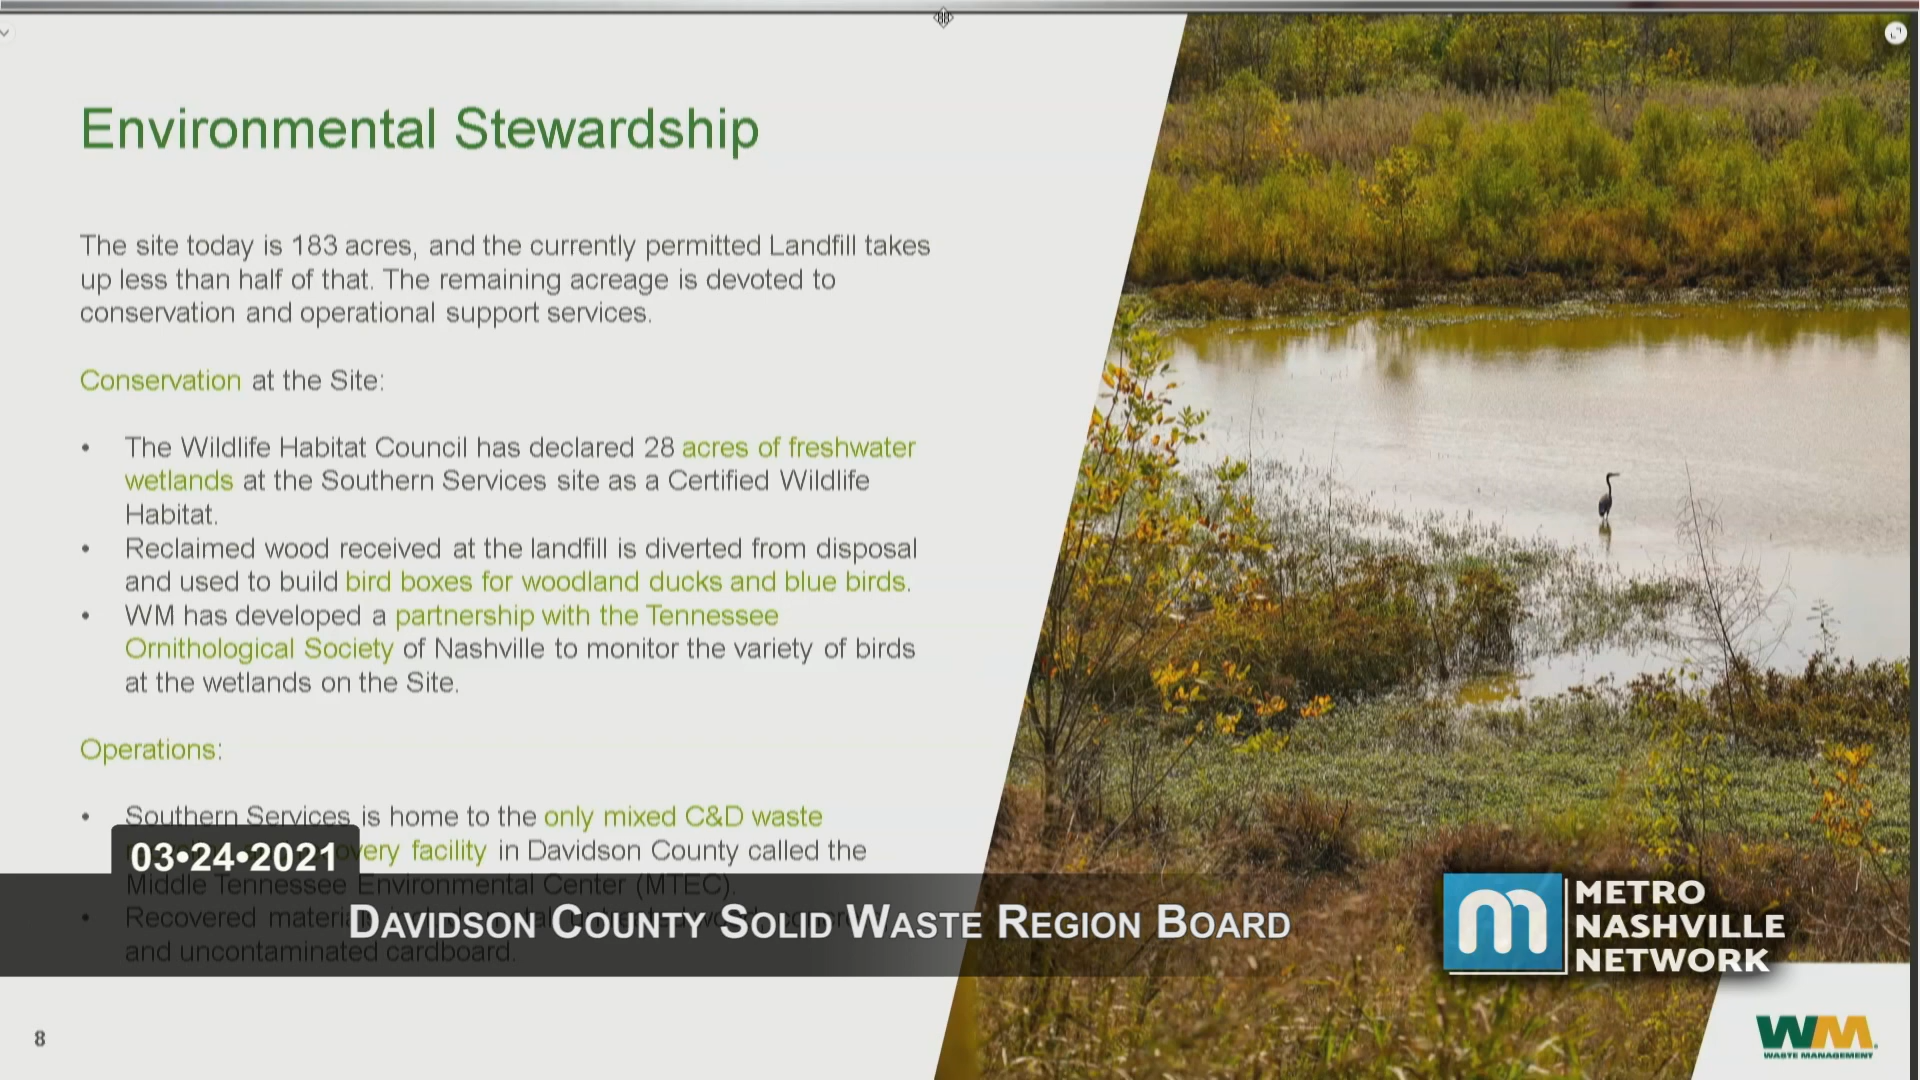 Environmental Stewardship
The site today is 183 acres, and the currently permitted Landfill takes
up less than half of that. The remaining acreage is devoted to
conservation and operational support services.
Conservation at the Site:
• The Wildlife Habitat Council has declared 28 acres of freshwater
wetlands at the Southern Services site as a Certified Wildlife
Habitat.
• Reclaimed wood received at the landfill is diverted from disposal
and used to build bird boxes for woodland ducks and blue birds.
• WM has developed a partnership with the Tennessee
Ornithological Society of Nashville to monitor the variety of birds
at the wetlands on the Site.
Operations:
• Southern Services is home to the only mixed C&D waste
facility in Davidson County called the
Middle Tennessee Environmental Center (MTEC).
• Recovered
and uncontaminated cardboard.
03•24•2021
DAVIDSON COUNTY SOLID WASTE REGION BOARD
METRO
NASHVILLE
NETWORK
8
WM
WASTE MANAGEMENT